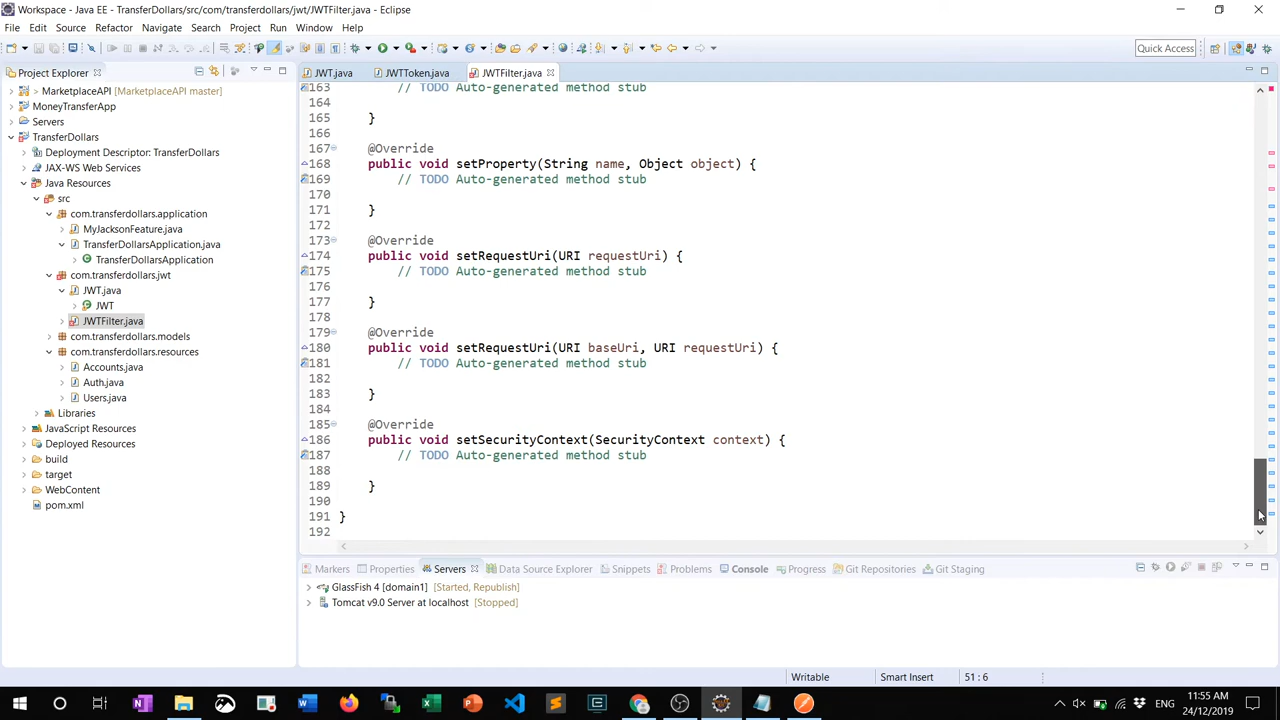 Workspace - Java EE - TransferDollars/src/com/transferdollars/jwt/JWTFilter.java - Eclipse
File Edit Source Refactor Navigate Search Project Run Window Help
Quick Access
Project Explorer
> MarketplaceAPI [MarketplaceAPI master]
MoneyTransferApp
Servers
TransferDollars
Deployment Descriptor: TransferDollars
JAX-WS Web Services
Java Resources
src
com.transferdollars.application
MyJacksonFeature.java
TransferDollarsApplication.java
TransferDollarsApplication
com.transferdollars.jwt
JWT.java
JWT
JWTFilter.java
com.transferdollars.models
com.transferdollars.resources
Accounts.java
Auth.java
Users.java
Libraries
JavaScript Resources
Deployed Resources
build
target
WebContent
pom.xml
JWT.java JWTToken.java JWTFilter.java
163 // TODO Auto-generated method stub
164
165 }
166
167 @Override
168 public void setProperty(String name, Object object) {
169 // TODO Auto-generated method stub
170
171 }
172
173 @Override
174 public void setRequestUri(URI requestUri) {
175 // TODO Auto-generated method stub
176
177 }
178
179 @Override
180 public void setRequestUri(URI baseUri, URI requestUri) {
181 // TODO Auto-generated method stub
182
183 }
184
185 @Override
186 public void setSecurityContext(SecurityContext context) {
187 // TODO Auto-generated method stub
188
189 }
190
191 }
192
Markers Properties Servers Data Source Explorer Snippets Problems Console Progress Git Repositories Git Staging
GlassFish 4 [domain1] [Started, Republish]
Tomcat v9.0 Server at localhost [Stopped]
Writable Smart Insert 51 : 6
ENG
11:55 AM
24/12/2019